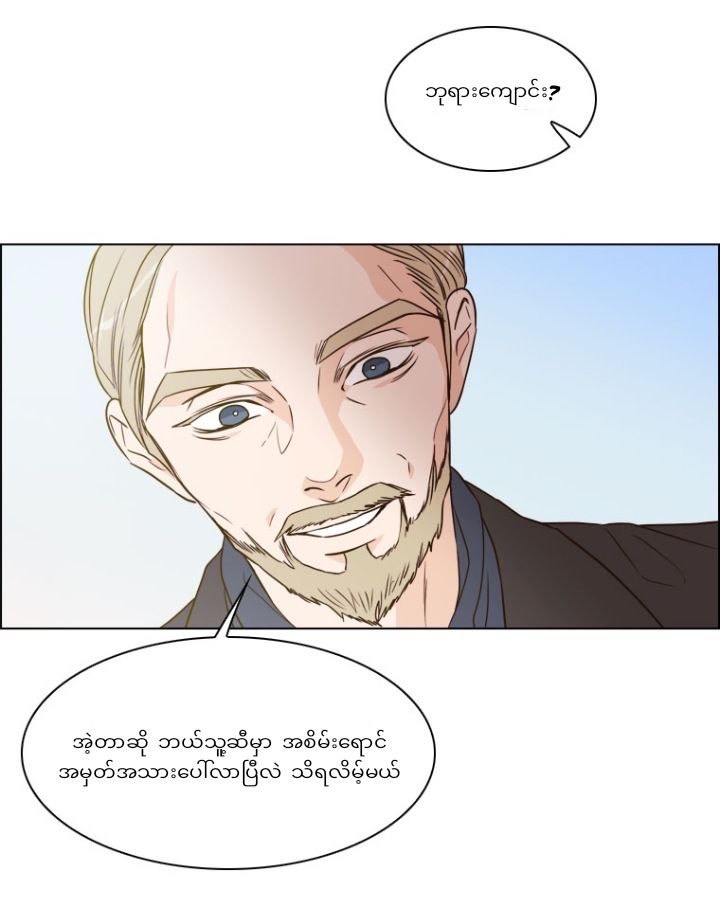 ဘုရားကျောင်း?
အဲ့တာဆို ဘယ်သူ့ဆီမှာ အစိမ်းရောင်
အမှတ်အသားပေါ်လာပြီလဲ သိရလိမ့်မယ်